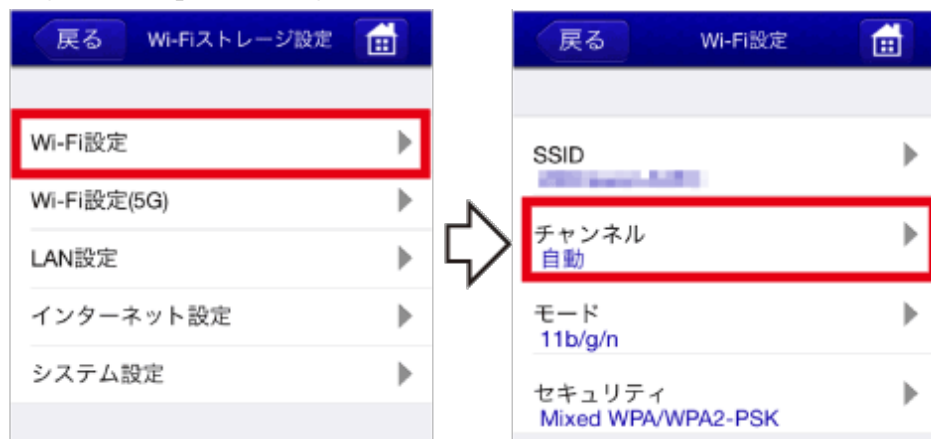 戻る Wi-Fiストレージ設定
Wi-Fi設定
Wi-Fi設定(5G)
LAN設定
インターネット設定
システム設定
戻る Wi-Fi設定
SSID
チャンネル
自動
モード
11b/g/n
セキュリティ
Mixed WPA/WPA2-PSK